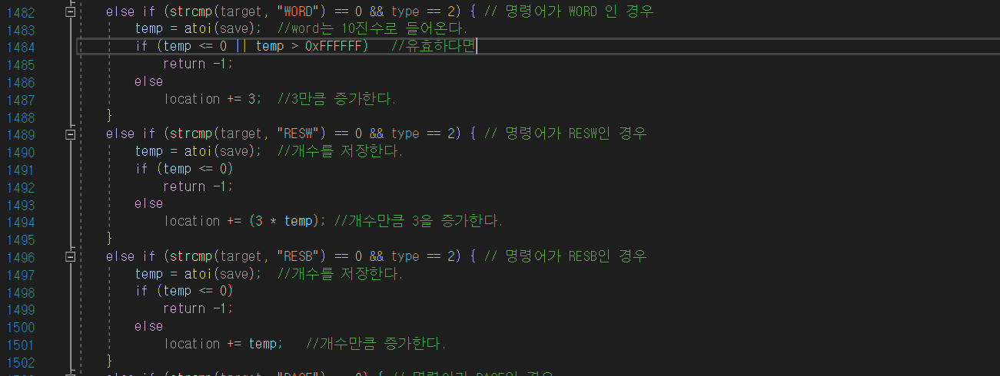 1482 else if (strcmp(target, "WORD") == 0 && type == 2) { // 명령어가 WORD 인 경우
1483 temp = atoi(save); //word는 10진수로 들어온다.
1484 if (temp <= 0 || temp > 0xFFFFFF) //유효하다면
1485 return -1;
1486 else
1487 location += 3; //3만큼 증가한다.
1488 }
1489 else if (strcmp(target, "RESW") == 0 && type == 2) { // 명령어가 RESW인 경우
1490 temp = atoi(save); //개수를 저장한다.
1491 if (temp <= 0)
1492 return -1;
1493 else
1494 location += (3 * temp); //개수만큼 3을 증가한다.
1495 }
1496 else if (strcmp(target, "RESB") == 0 && type == 2) { // 명령어가 RESB인 경우
1497 temp = atoi(save); //개수를 저장한다.
1498 if (temp <= 0)
1499 return -1;
1500 else
1501 location += temp; //개수만큼 증가한다.
1502 }